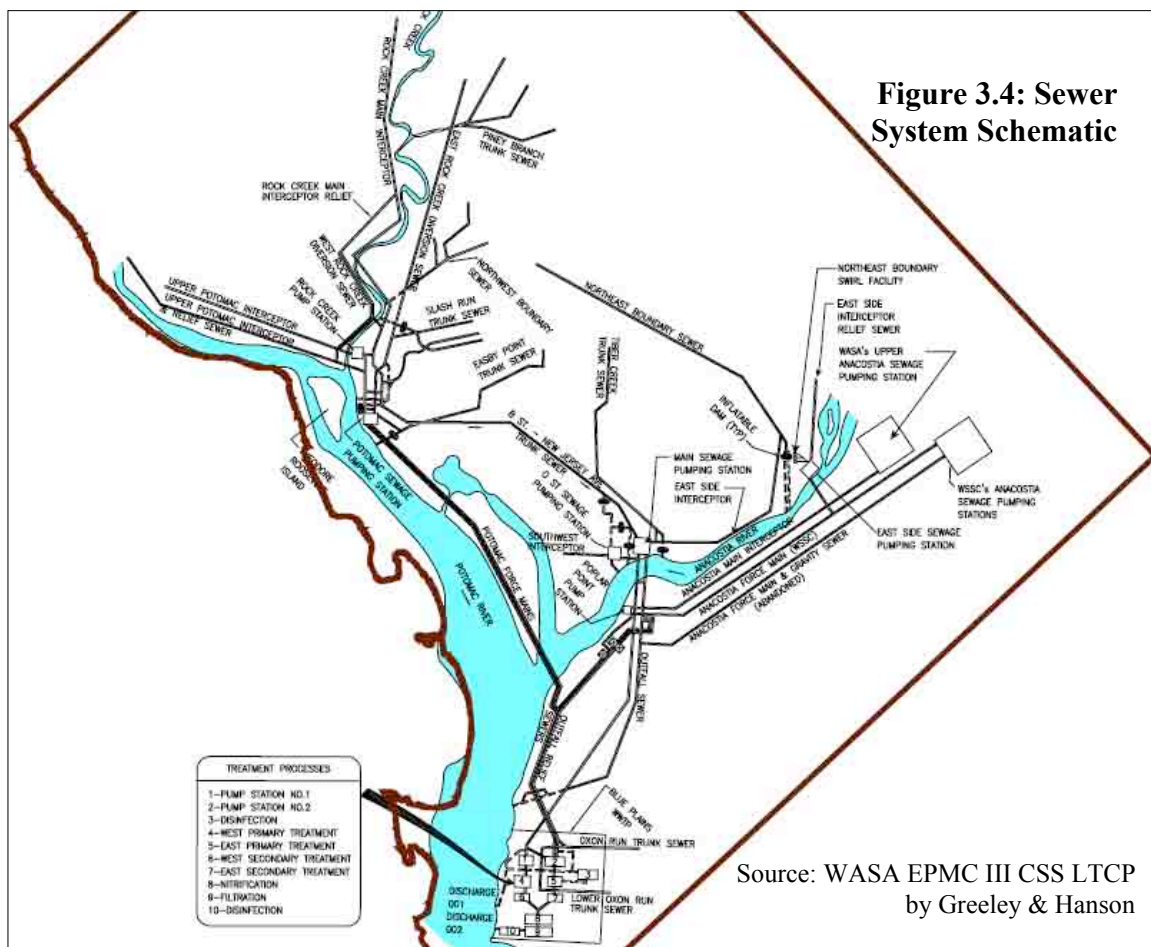 Figure 3.4: Sewer
System Schematic
ROCK CREEK
ROCK CREEK MAIN INTERCEPTOR
PINEY BRANCH
TRUNK SEWER
EAST ROCK CREEK DIVERSION SEWER
ROCK CREEK MAIN
INTERCEPTOR RELIEF
WEST ROCK CREEK
DIVERSION SEWER
ROCK CREEK
PUMP STATION
UPPER POTOMAC INTERCEPTOR
UPPER POTOMAC INTERCEPTOR
& RELIEF SEWER
SLASH RUN
TRUNK SEWER
NORTHWEST BOUNDARY
SEWER
EASBY POINT
TRUNK SEWER
NORTHEAST BOUNDARY SEWER
TIBER CREEK
TRUNK SEWER
B ST. - NEW JERSEY AVE.
TRUNK SEWER
O ST. SEWAGE
PUMPING STATION
INFLATABLE
DAM (TYP)
NORTHEAST BOUNDARY
SWIRL FACILITY
EAST SIDE
INTERCEPTOR
RELIEF SEWER
WASA's UPPER
ANACOSTIA SEWAGE
PUMPING STATION
MAIN SEWAGE
PUMPING STATION
EAST SIDE
INTERCEPTOR
WSSC's ANACOSTIA
SEWAGE PUMPING
STATIONS
EAST SIDE SEWAGE
PUMPING STATION
ROOSEVELT
ISLAND
POTOMAC SEWAGE
PUMPING STATION
POTOMAC RIVER
POTOMAC FORCE MAINS
SOUTHWEST
INTERCEPTOR
POPLAR
POINT
PUMP
STATION
ANACOSTIA RIVER
ANACOSTIA MAIN INTERCEPTOR
ANACOSTIA FORCE MAIN (WSSC)
ANACOSTIA FORCE MAIN & GRAVITY SEWER
(ABANDONED)
OUTFALL SEWER
OUTFALL RELIEF
SEWERS
BLUE PLAINS
WWTP
OXON RUN TRUNK SEWER
LOWER OXON RUN
TRUNK SEWER
DISCHARGE
001
DISCHARGE
002
TREATMENT PROCESSES
1-PUMP STATION NO.1
2-PUMP STATION NO.2
3-DISINFECTION
4-WEST PRIMARY TREATMENT
5-EAST PRIMARY TREATMENT
6-WEST SECONDARY TREATMENT
7-EAST SECONDARY TREATMENT
8-NITRIFICATION
9-FILTRATION
10-DISINFECTION
Source: WASA EPMC III CSS LTCP
by Greeley & Hanson